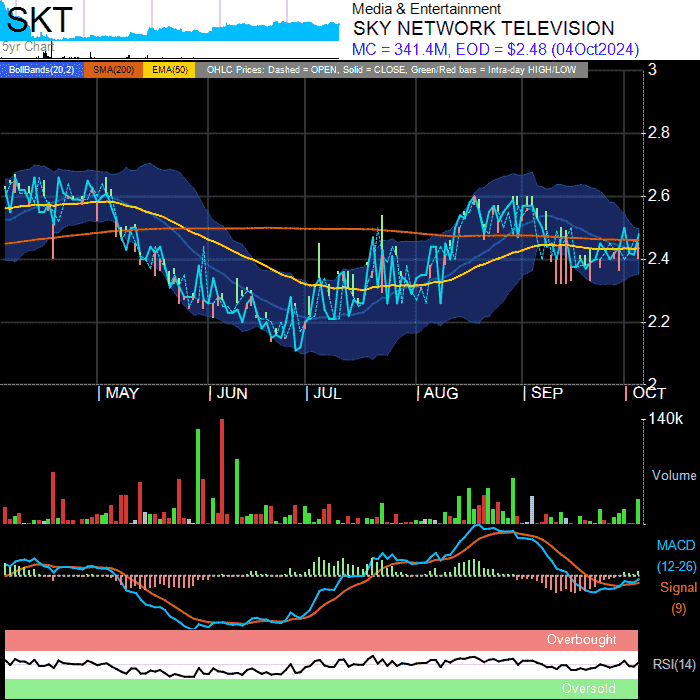 SKT
5yr Chart
Media & Entertainment
SKY NETWORK TELEVISION
MC = 341.4M, EOD = $2.48 (04Oct2024)
BollBands(20,2) SMA(200) EMA(50) OHLC Prices: Dashed = OPEN, Solid = CLOSE, Green/Red bars = Intra-day HIGH/LOW
3
2.8
2.6
2.4
2.2
2
MAY JUN JUL AUG SEP OCT
140k
Volume
MACD
(12-26)
Signal
(9)
Overbought
RSI(14)
Oversold